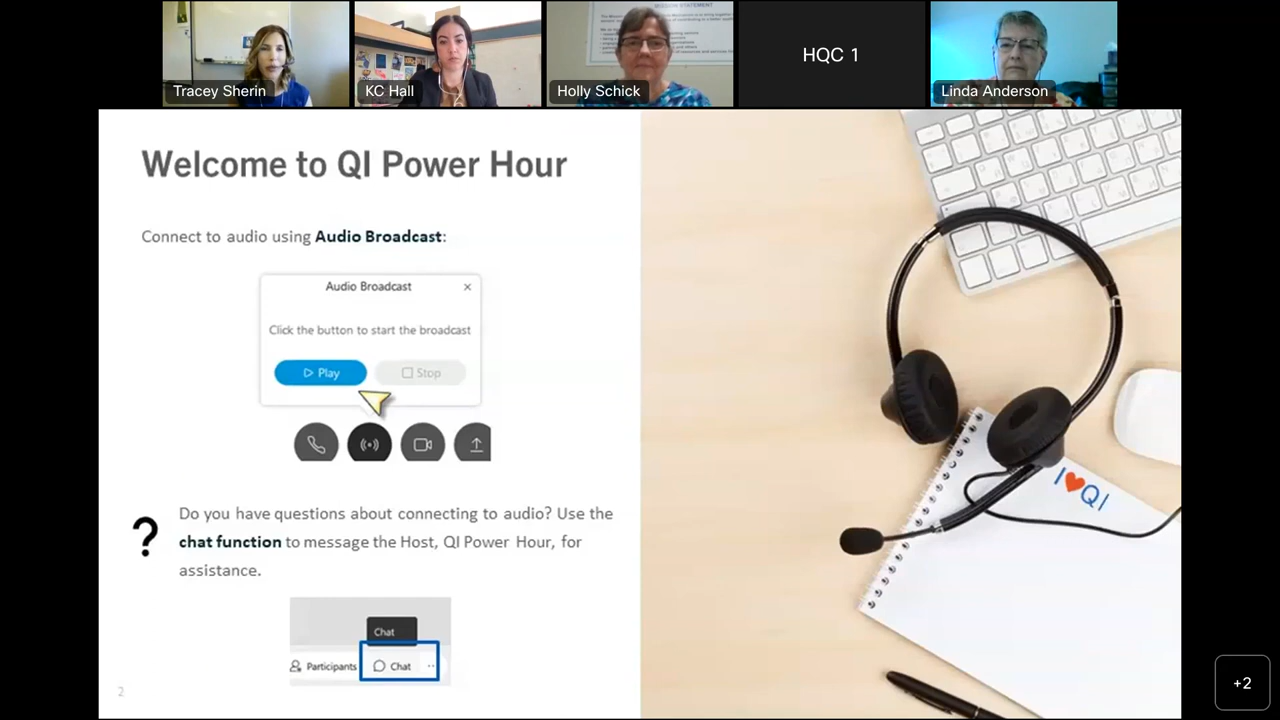 Tracey Sherin
KC Hall
MISSION STATEMENT
Holly Schick
HQC 1
Linda Anderson
Welcome to QI Power Hour
Connect to audio using Audio Broadcast:
Audio Broadcast ×
Click the button to start the broadcast
Play Stop
Do you have questions about connecting to audio? Use the
? chat function to message the Host, QI Power Hour, for
assistance.
Chat
Participants Chat ...
2
I❤QI
+2